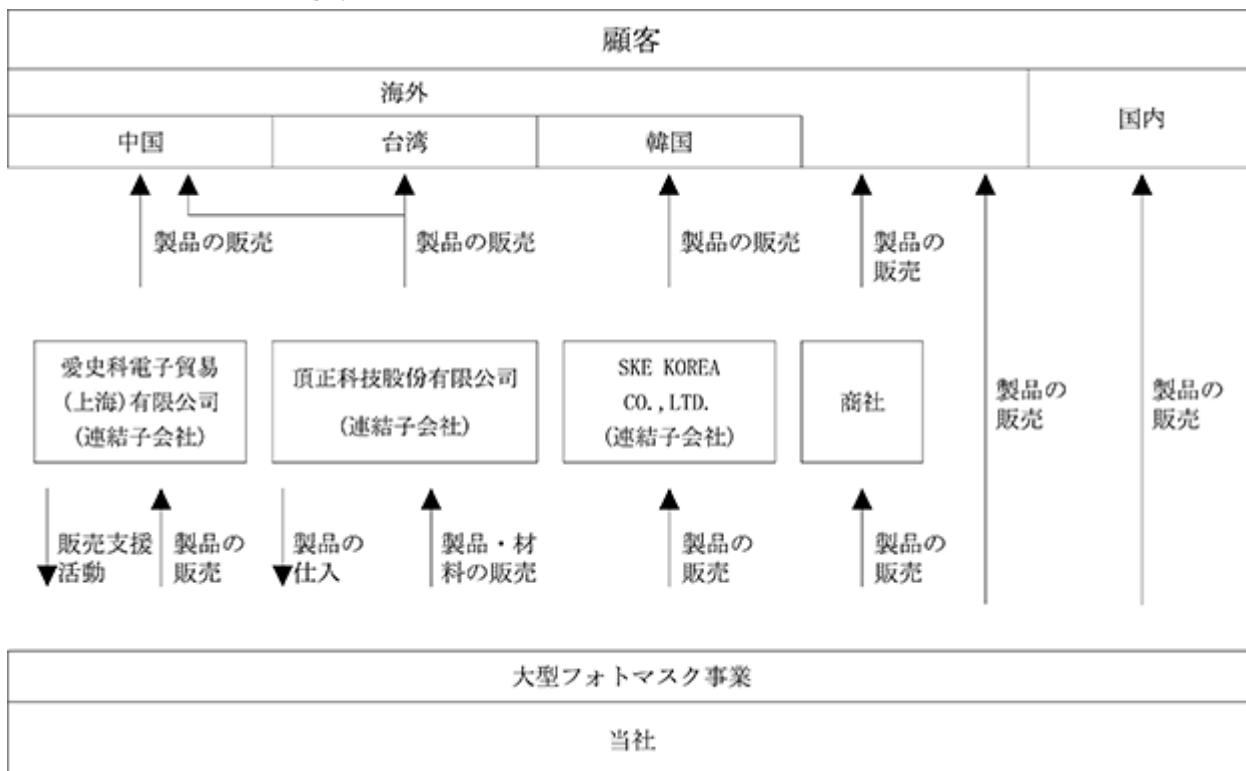 顧客
海外
国内
中国
台湾
韓国
製品の販売
製品の販売
製品の販売
製品の
販売
愛史科電子貿易
(上海)有限公司
(連結子会社)
頂正科技股份有限公司
(連結子会社)
SKE KOREA
CO.,LTD.
(連結子会社)
商社
製品の
販売
製品の
販売
販売支援
活動
製品の
販売
製品の
仕入
製品・材
料の販売
製品の
販売
製品の
販売
大型フォトマスク事業
当社